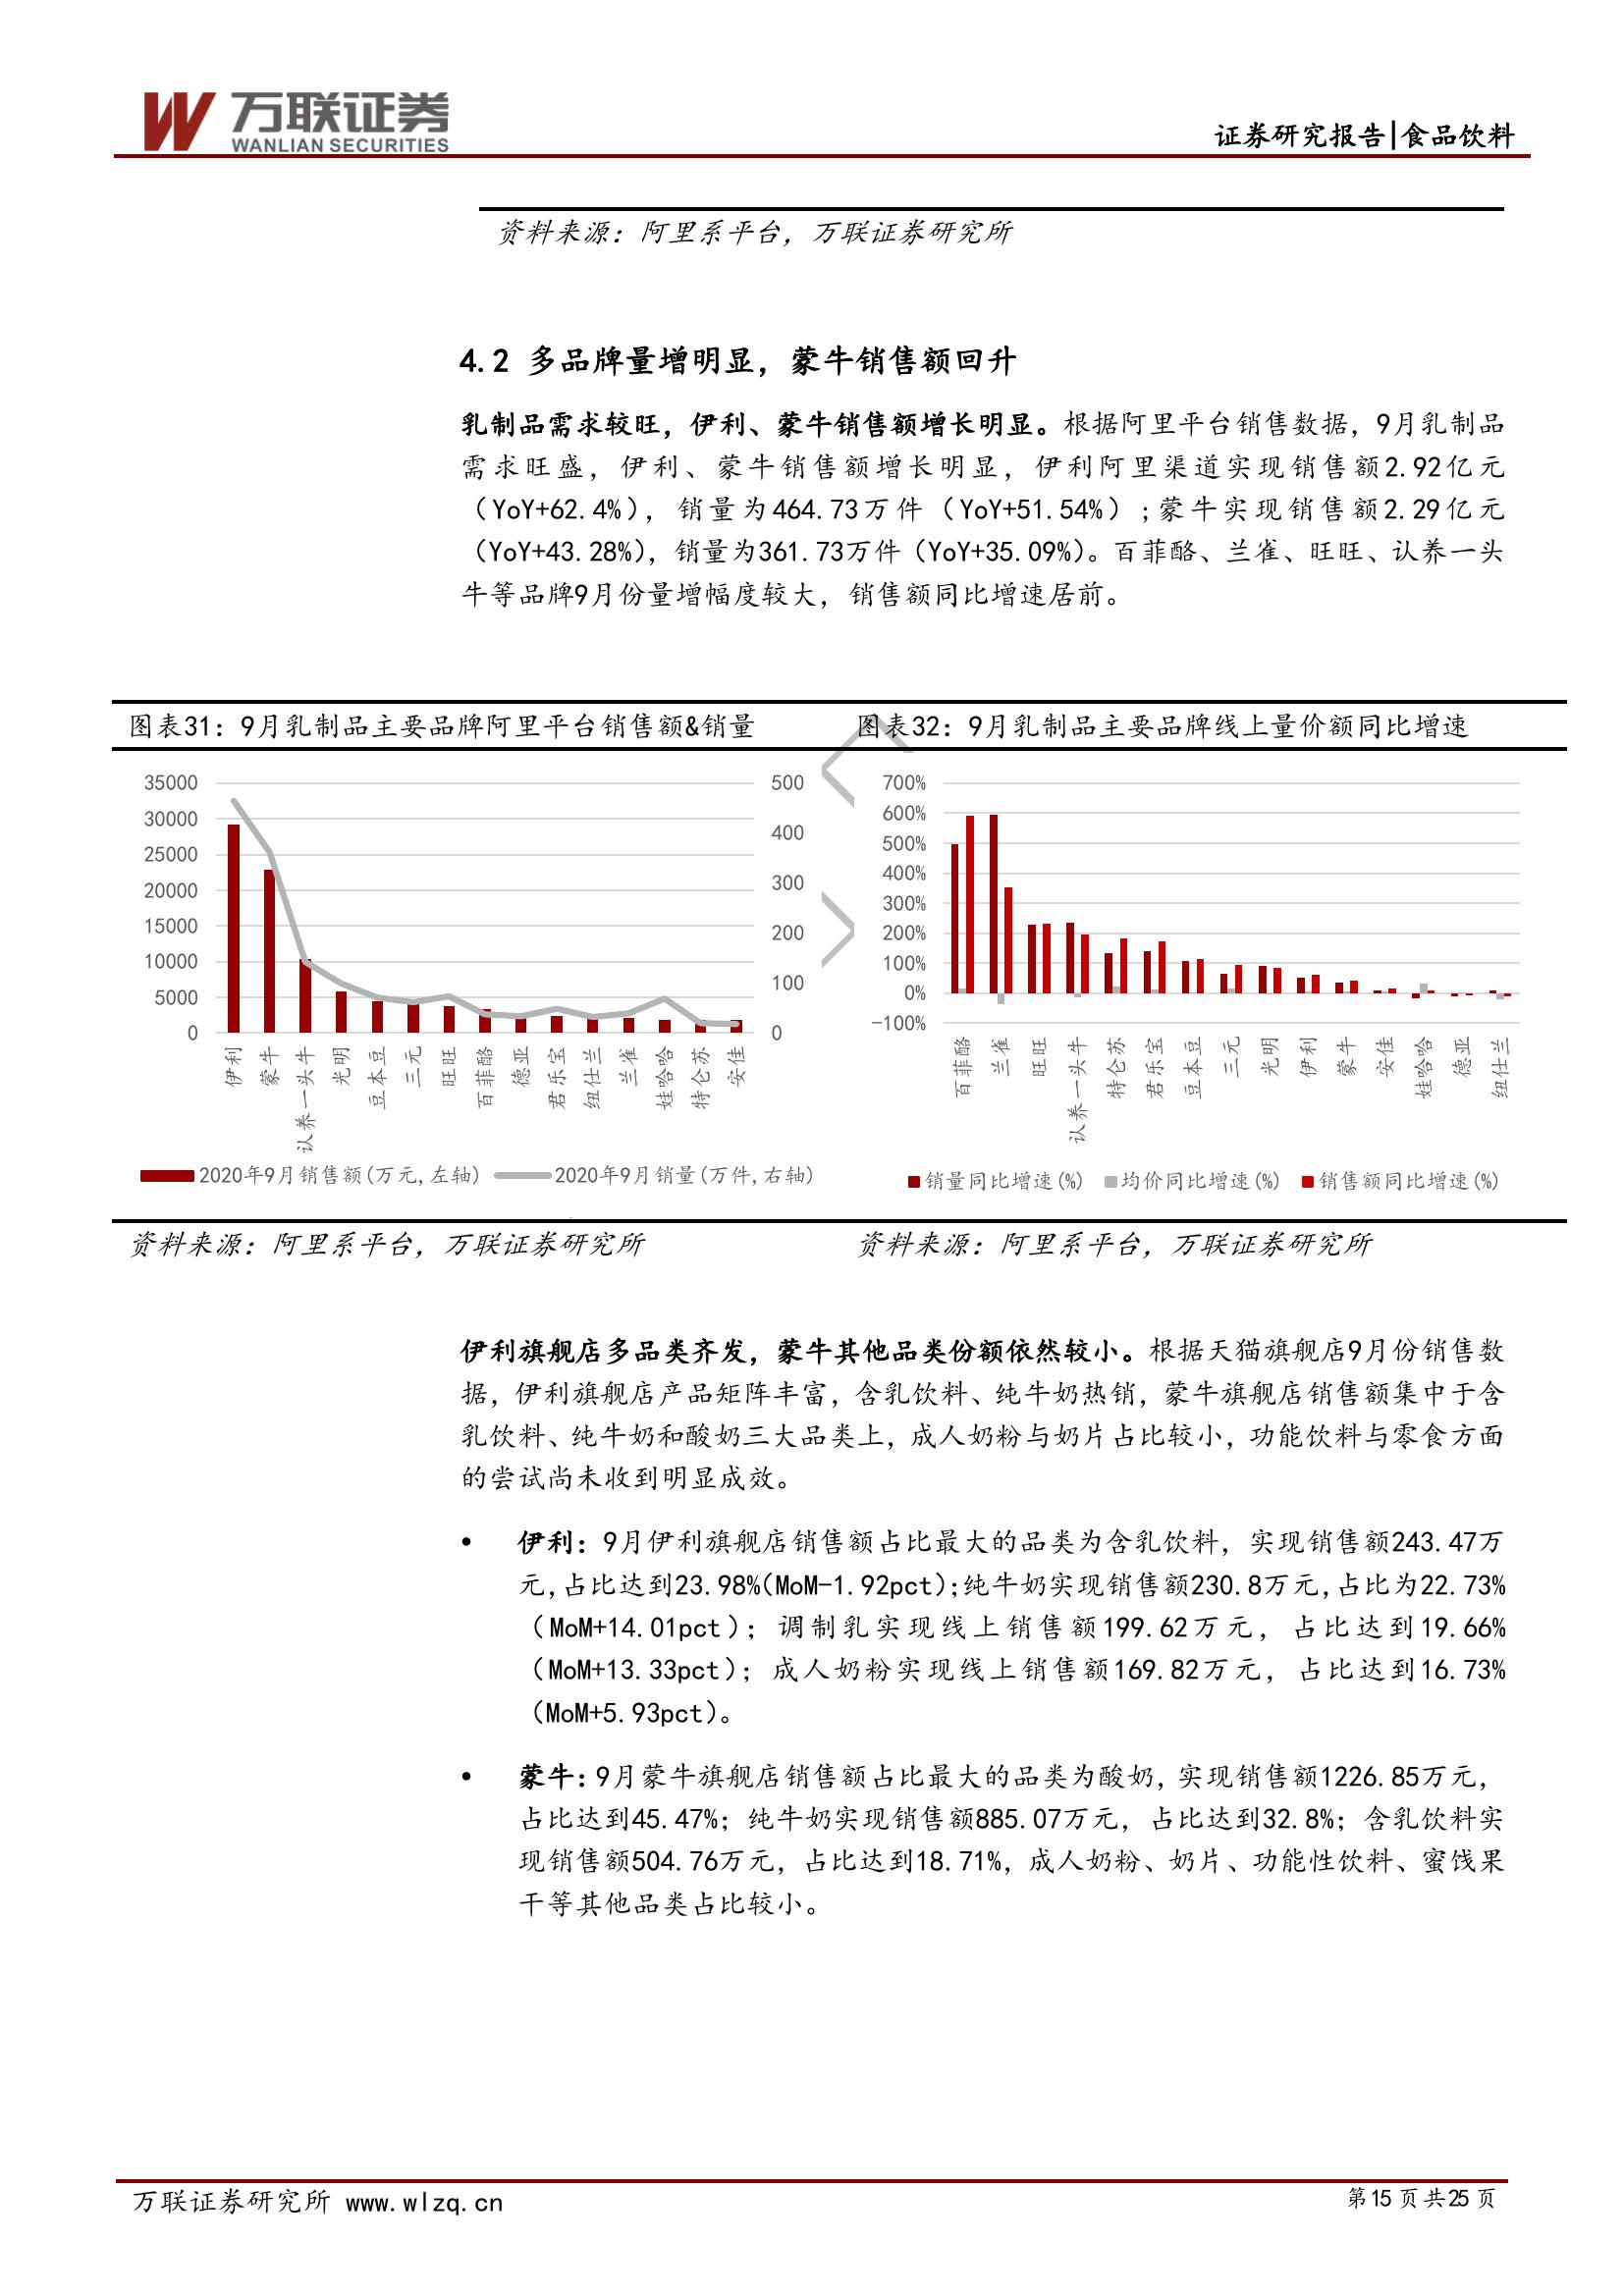 万联证券
WANLIAN SECURITIES
证券研究报告|食品饮料
资料来源：阿里系平台，万联证券研究所
4.2 多品牌量增明显，蒙牛销售额回升
乳制品需求较旺，伊利、蒙牛销售额增长明显。根据阿里平台销售数据，9月乳制品
需求旺盛，伊利、蒙牛销售额增长明显，伊利阿里渠道实现销售额2.92亿元
（YoY+62.4%），销量为464.73万件（YoY+51.54%）;蒙牛实现销售额2.29亿元
（YoY+43.28%），销量为361.73万件（YoY+35.09%）。百菲酪、兰雀、旺旺、认养一头
牛等品牌9月份量增幅度较大，销售额同比增速居前。
图表31：9月乳制品主要品牌阿里平台销售额&销量
35000
30000
25000
20000
15000
10000
5000
0
500
400
300
200
100
0
伊利
蒙牛
认养一头牛
光明
豆本豆
三元
旺旺
百菲酪
德亚
君乐宝
纽仕兰
兰雀
娃哈哈
特仑苏
安佳
2020年9月销售额(万元,左轴)
2020年9月销量(万件,右轴)
图表32：9月乳制品主要品牌线上量价额同比增速
700%
600%
500%
400%
300%
200%
100%
0%
-100%
百菲酪
兰雀
旺旺
认养一头牛
特仑苏
君乐宝
豆本豆
三元
光明
伊利
蒙牛
安佳
娃哈哈
德亚
纽仕兰
销量同比增速(%)
均价同比增速(%)
销售额同比增速(%)
资料来源：阿里系平台，万联证券研究所
资料来源：阿里系平台，万联证券研究所
伊利旗舰店多品类齐发，蒙牛其他品类份额依然较小。根据天猫旗舰店9月份销售数
据，伊利旗舰店产品矩阵丰富，含乳饮料、纯牛奶热销，蒙牛旗舰店销售额集中于含
乳饮料、纯牛奶和酸奶三大品类上，成人奶粉与奶片占比较小，功能饮料与零食方面
的尝试尚未收到明显成效。
• 伊利：9月伊利旗舰店销售额占比最大的品类为含乳饮料，实现销售额243.47万
元，占比达到23.98%(MoM-1.92pct)；纯牛奶实现销售额230.8万元，占比为22.73%
（MoM+14.01pct）；调制乳实现线上销售额199.62万元，占比达到19.66%
（MoM+13.33pct）；成人奶粉实现线上销售额169.82万元，占比达到16.73%
（MoM+5.93pct）。
• 蒙牛：9月蒙牛旗舰店销售额占比最大的品类为酸奶，实现销售额1226.85万元，
占比达到45.47%；纯牛奶实现销售额885.07万元，占比达到32.8%；含乳饮料实
现销售额504.76万元，占比达到18.71%，成人奶粉、奶片、功能性饮料、蜜饯果
干等其他品类占比较小。
万联证券研究所 www.wlzq.cn
第15页共25页